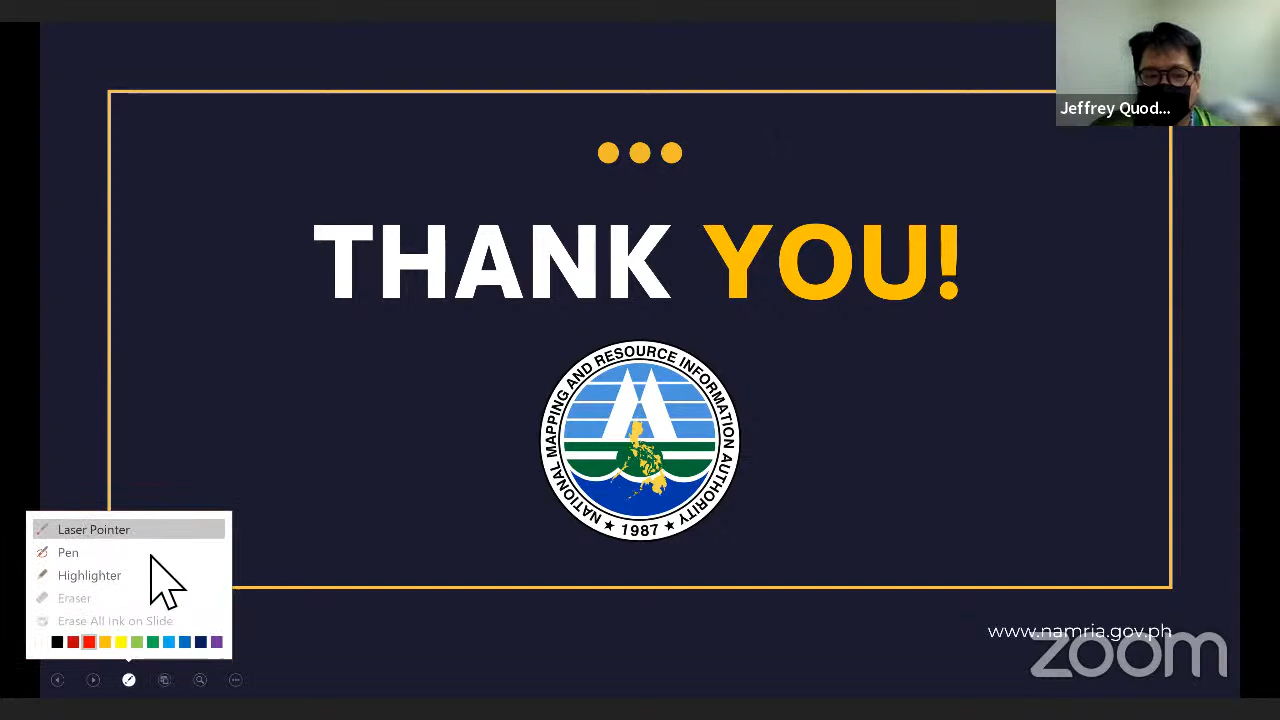 Jeffrey Quod...
THANK YOU!
NATIONAL MAPPING AND RESOURCE INFORMATION AUTHORITY
★ 1987 ★
Laser Pointer
Pen
Highlighter
Eraser
Erase All Ink on Slide
www.namria.gov.ph
zoom